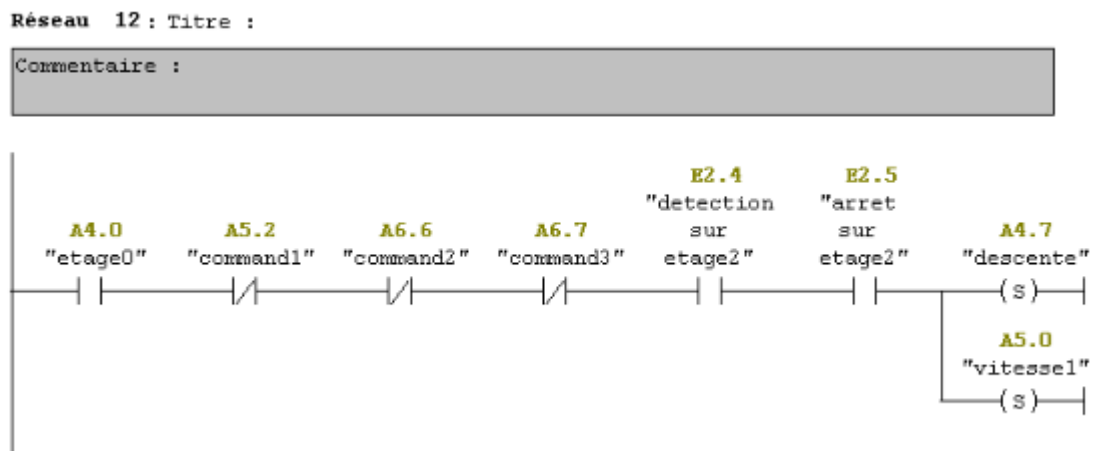 Réseau 12 : Titre :
Commentaire :
E2.4 E2.5
"detection "arret
A4.0 A5.2 A6.6 A6.7 sur sur A4.7
"etage0" "command1" "command2" "command3" etage2" etage2" "descente"
(S)
A5.0
"vitesse1"
(S)